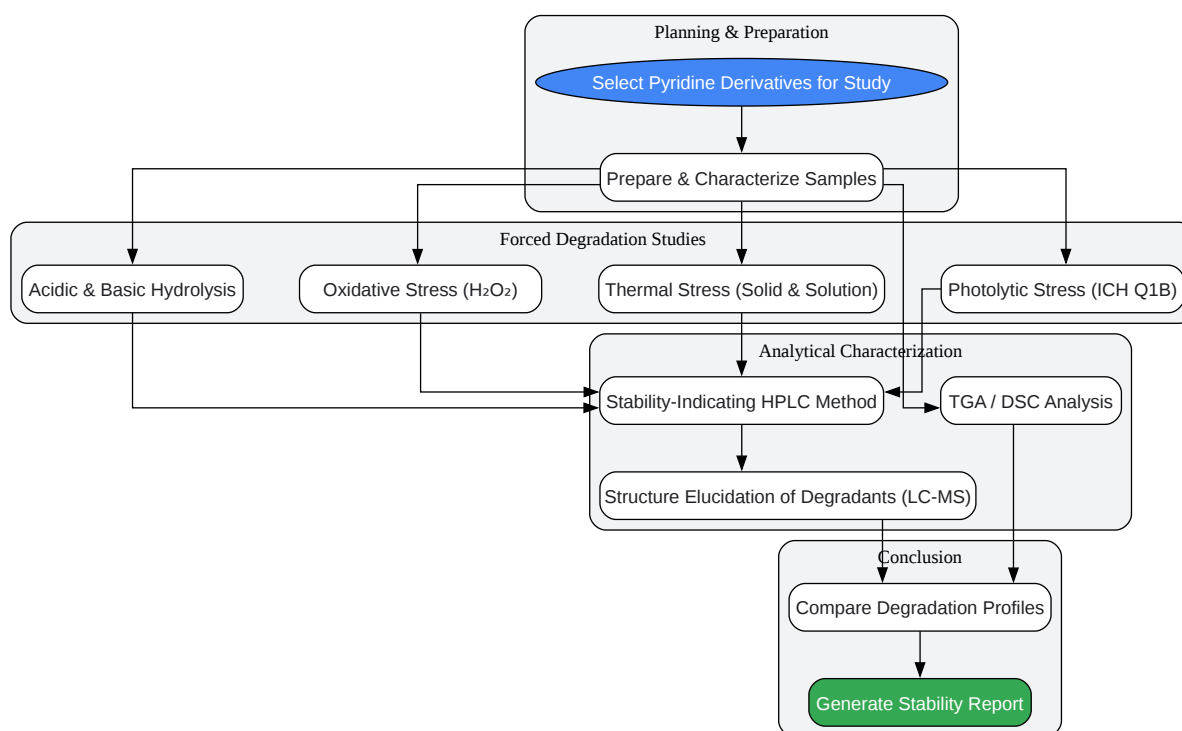 Planning & Preparation
Select Pyridine Derivatives for Study
Prepare & Characterize Samples
Forced Degradation Studies
Acidic & Basic Hydrolysis
Oxidative Stress (H₂O₂)
Thermal Stress (Solid & Solution)
Photolytic Stress (ICH Q1B)
Analytical Characterization
Stability-Indicating HPLC Method
TGA / DSC Analysis
Structure Elucidation of Degradants (LC-MS)
Conclusion
Compare Degradation Profiles
Generate Stability Report